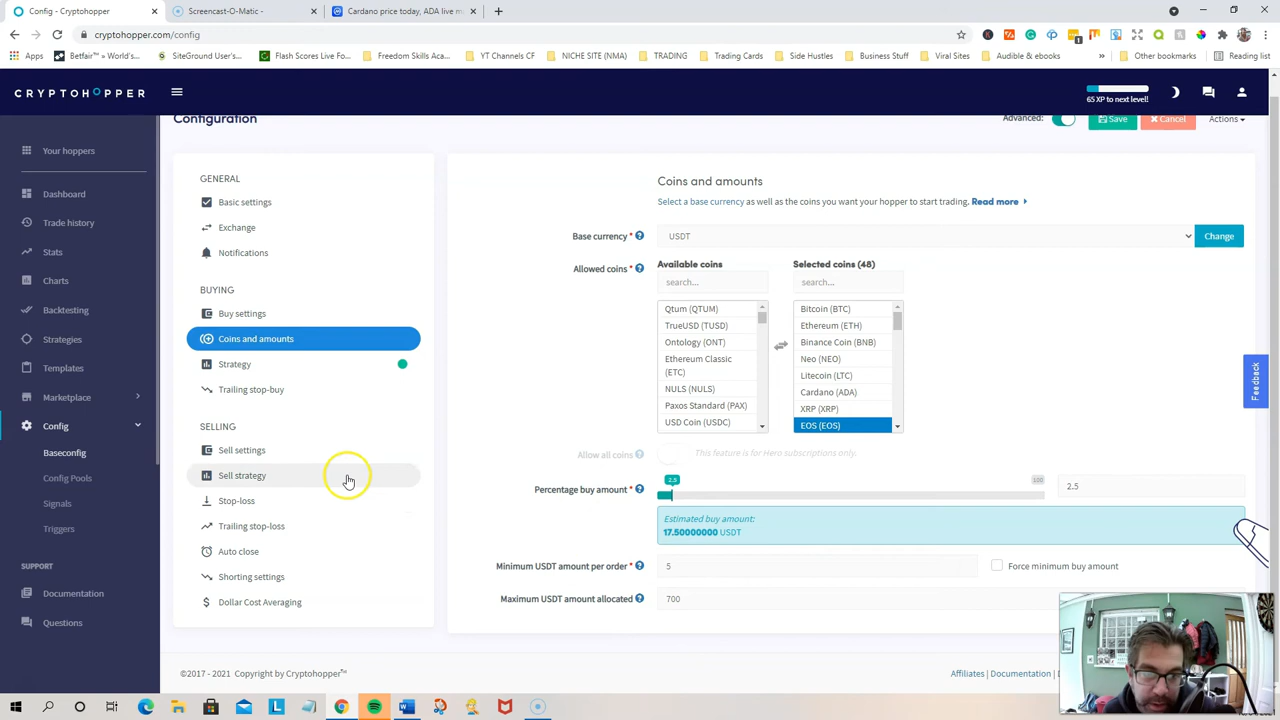 Config - Cryptohopper
Screencast-O-Matic -
Cardano price today, ADA live m
cryptohopper.com/config
Apps
Betfair™ » World's...
SiteGround User's...
Flash Scores Live Fo...
Freedom Skills Aca...
YT Channels CF
NICHE SITE (NMA)
TRADING
Trading Cards
Side Hustles
Business Stuff
Viral Sites
Audible & ebooks
»
Other bookmarks
Reading list
CRYPTOHOPPER
65 XP to next level!
Configuration
Advanced:
Save
Cancel
Actions
Your hoppers
Dashboard
Trade history
Stats
Charts
Backtesting
Strategies
Templates
Marketplace
Config
Baseconfig
Config Pools
Signals
Triggers
SUPPORT
Documentation
Questions
GENERAL
Basic settings
Exchange
Notifications
BUYING
Buy settings
Coins and amounts
Strategy
Trailing stop-buy
SELLING
Sell settings
Sell strategy
Stop-loss
Trailing stop-loss
Auto close
Shorting settings
Dollar Cost Averaging
Coins and amounts
Select a base currency as well as the coins you want your hopper to start trading. Read more
Base currency *
USDT
Change
Allowed coins *
Available coins
search...
Qtum (QTUM)
TrueUSD (TUSD)
Ontology (ONT)
Ethereum Classic
(ETC)
NULS (NULS)
Paxos Standard (PAX)
USD Coin (USDC)
Selected coins (48)
search...
Bitcoin (BTC)
Ethereum (ETH)
Binance Coin (BNB)
Neo (NEO)
Litecoin (LTC)
Cardano (ADA)
XRP (XRP)
EOS (EOS)
Allow all coins
This feature is for Hero subscriptions only.
Percentage buy amount *
2.5
100
2.5
Estimated buy amount:
17.50000000 USDT
Minimum USDT amount per order *
5
Force minimum buy amount
Maximum USDT amount allocated
700
Feedback
©2017 - 2021 Copyright by Cryptohopper™
Affiliates | Documentation |